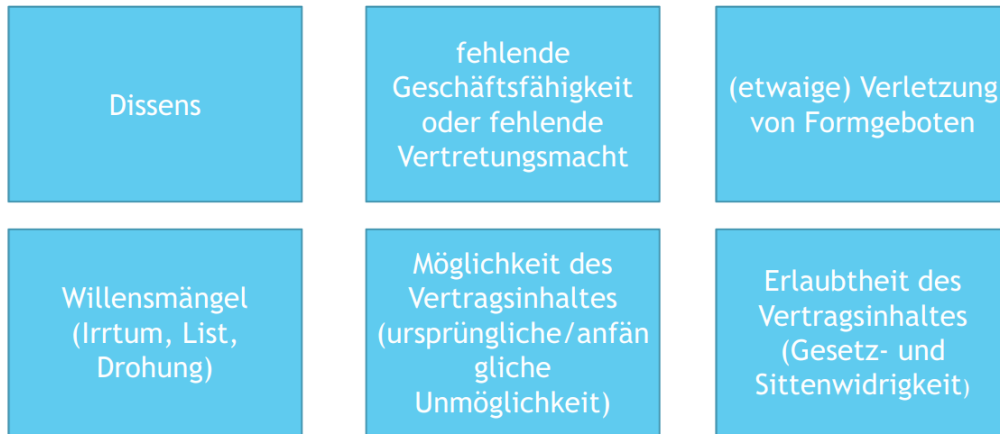 Dissens
fehlende
Geschäftsfähigkeit
oder fehlende
Vertretungsmacht
(etwaige) Verletzung
von Formgeboten
Willensmängel
(Irrtum, List,
Drohung)
Möglichkeit des
Vertragsinhaltes
(ursprüngliche/anfän
gliche
Unmöglichkeit)
Erlaubtheit des
Vertragsinhaltes
(Gesetz- und
Sittenwidrigkeit)